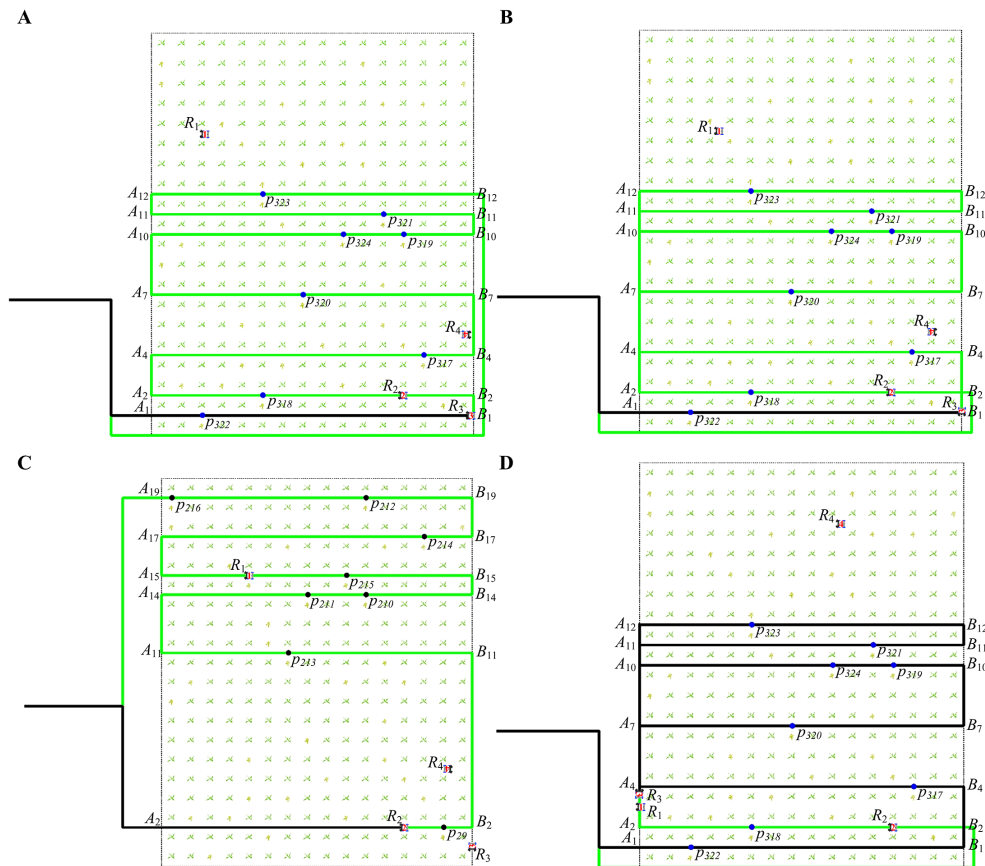 A
R1
A12 B12
p323
A11 B11
p321
A10 B10
p324 p319
A7 B7
p320
R4
A4 B4
p317
R2
A2 B2
p318
R3
A1 B1
p322
B
R1
A12 B12
p323
A11 B11
p321
A10 B10
p324 p319
A7 B7
p320
R4
A4 B4
p317
R2
A2 B2
p318
R3
A1 B1
p322
C
A19 B19
p216 p212
A17 B17
p214
R1
A15 B15
p215
A14 B14
p211 p210
A11 B11
p213
R4
A2 R2 B2
p29
R3
D
R4
A12 B12
p323
A11 B11
p321
A10 B10
p324 p319
A7 B7
p320
A4 B4
R3 p317
R1
R2
A2 B2
p318
A1 B1
p322